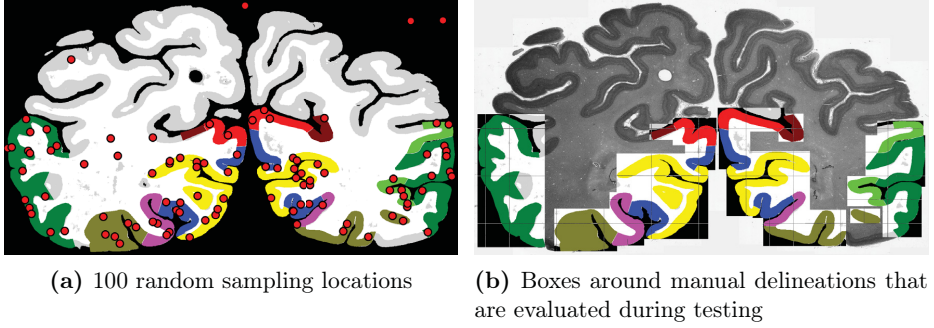 (a) 100 random sampling locations
(b) Boxes around manual delineations that
are evaluated during testing